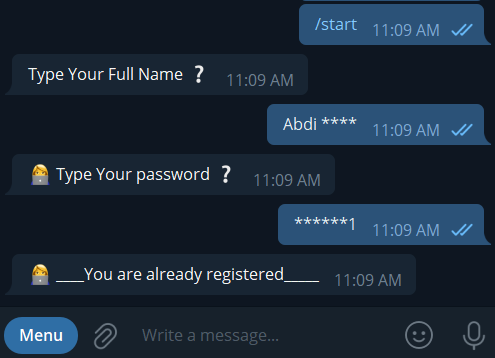 /start 11:09 AM
Type Your Full Name ❔ 11:09 AM
Abdi **** 11:09 AM
👩‍💻 Type Your password ❔ 11:09 AM
******1 11:09 AM
👩‍💻 ____You are already registered_____ 11:09 AM
Menu Write a message...